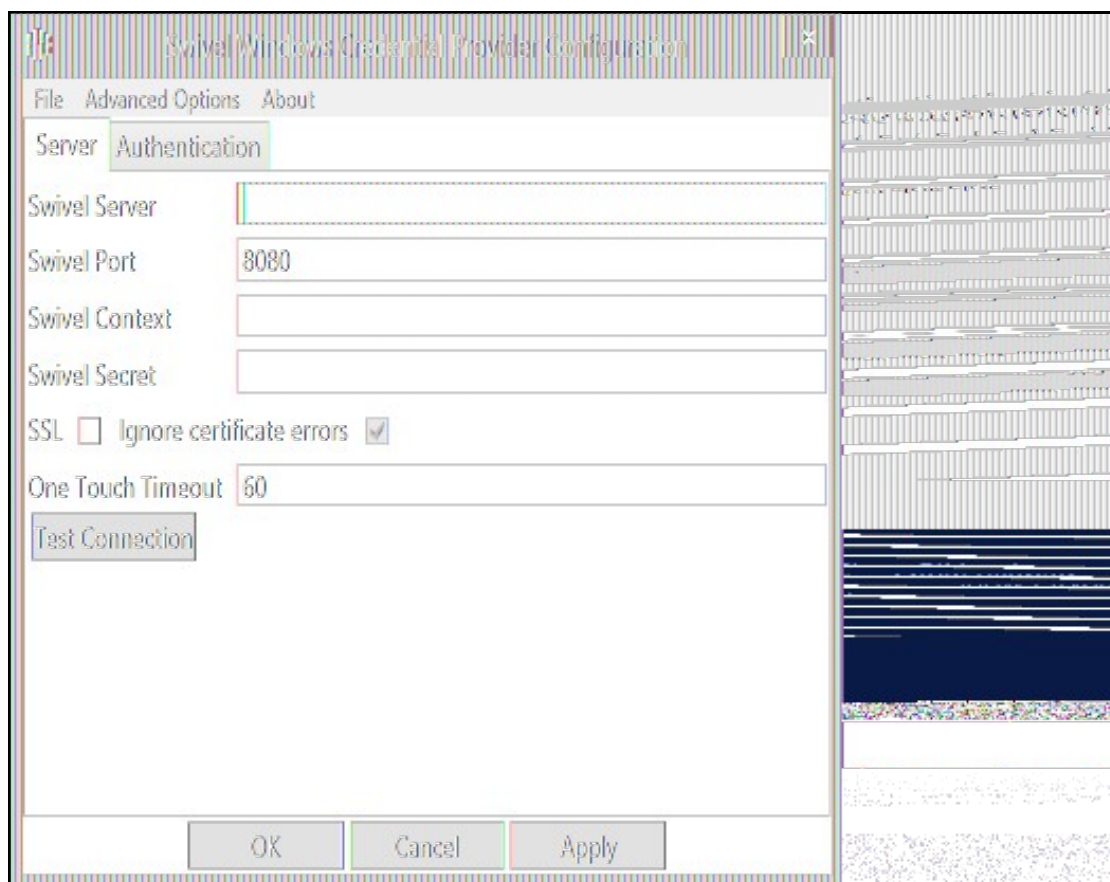 Swivel Windows Credential Provider Configuration
File Advanced Options About
Server Authentication
Swivel Server
Swivel Port 8080
Swivel Context
Swivel Secret
SSL Ignore certificate errors
One Touch Timeout 60
Test Connection
OK Cancel Apply